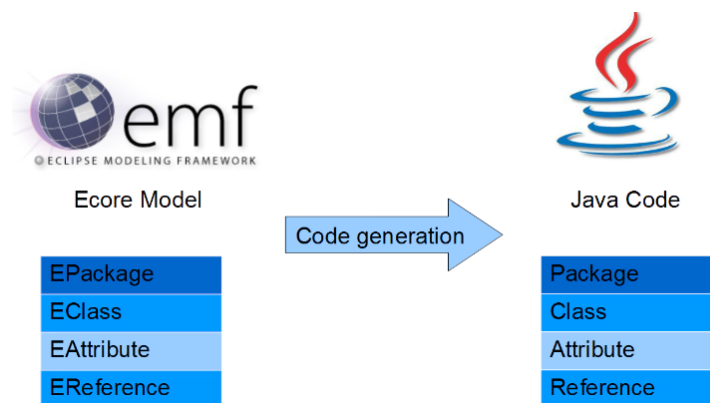 emf
ECLIPSE MODELING FRAMEWORK
Ecore Model
Java Code
Code generation
EPackage
EClass
EAttribute
EReference
Package
Class
Attribute
Reference